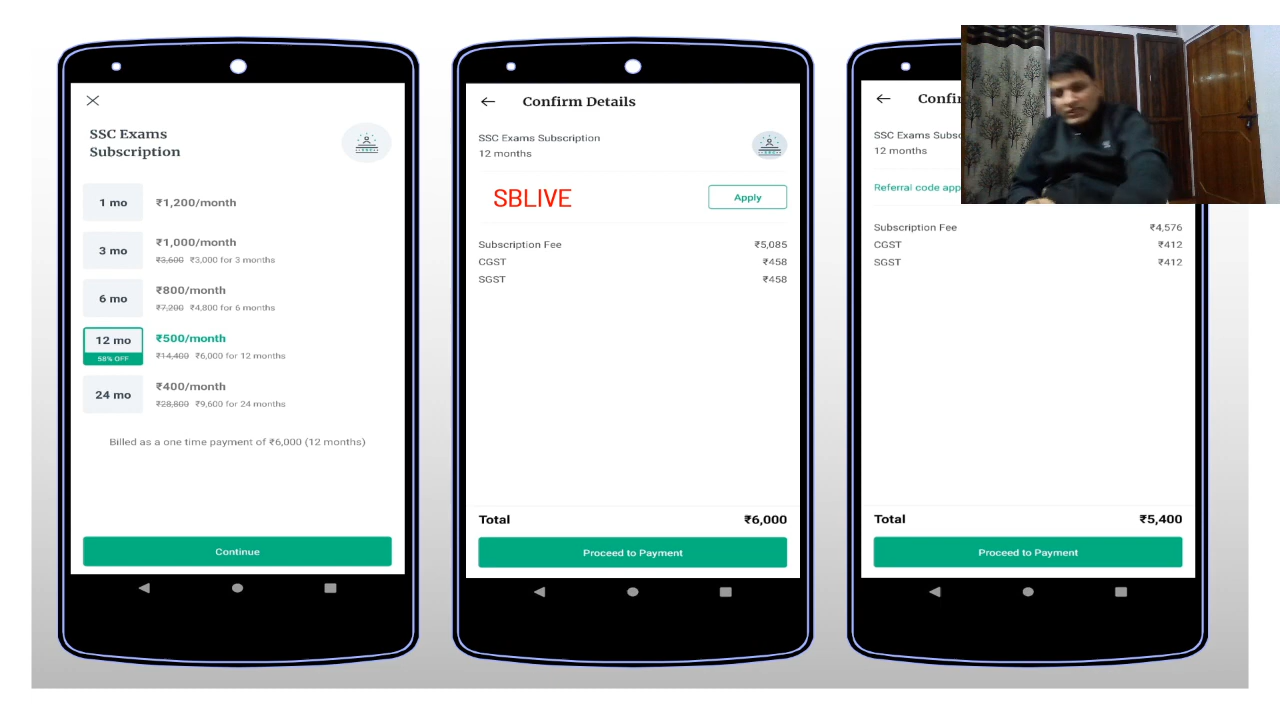 SSC Exams
Subscription
1 mo ₹1,200/month
3 mo ₹1,000/month
₹3,600 ₹3,000 for 3 months
6 mo ₹800/month
₹7,200 ₹4,800 for 6 months
12 mo ₹500/month
58% OFF ₹14,400 ₹6,000 for 12 months
24 mo ₹400/month
₹28,800 ₹9,600 for 24 months
Billed as a one time payment of ₹6,000 (12 months)
Continue
Confirm Details
SSC Exams Subscription
12 months
SBLIVE Apply
Subscription Fee ₹5,085
CGST ₹458
SGST ₹458
Total ₹6,000
Proceed to Payment
Confir
SSC Exams Subsc
12 months
Referral code app
Subscription Fee ₹4,576
CGST ₹412
SGST ₹412
Total ₹5,400
Proceed to Payment